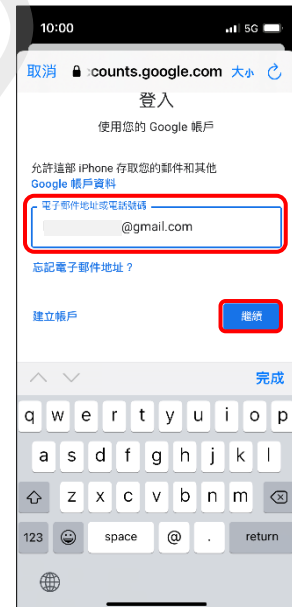 10:00 5G
取消 counts.google.com 大小
登入
使用您的 Google 帳戶
允許這部 iPhone 存取您的郵件和其他
Google 帳戶資料
電子郵件地址或電話號碼
@gmail.com
忘記電子郵件地址？
建立帳戶 繼續
完成
q w e r t y u i o p
a s d f g h j k l
z x c v b n m
123 space @ . return